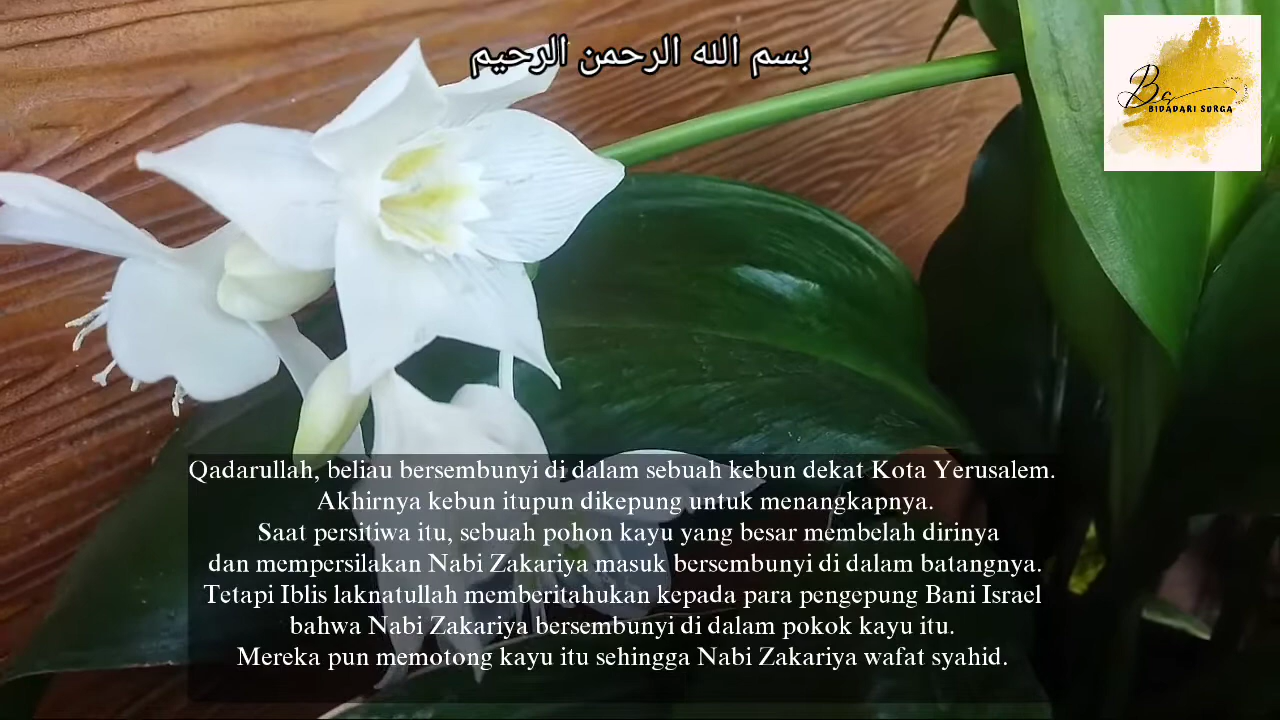 بسم الله الرحمن الرحيم
Bs
BIDADARI SURGA
Qadarullah, beliau bersembunyi di dalam sebuah kebun dekat Kota Yerusalem.
Akhirnya kebun itupun dikepung untuk menangkapnya.
Saat persitiwa itu, sebuah pohon kayu yang besar membelah dirinya
dan mempersilakan Nabi Zakariya masuk bersembunyi di dalam batangnya.
Tetapi Iblis laknatullah memberitahukan kepada para pengepung Bani Israel
bahwa Nabi Zakariya bersembunyi di dalam pokok kayu itu.
Mereka pun memotong kayu itu sehingga Nabi Zakariya wafat syahid.